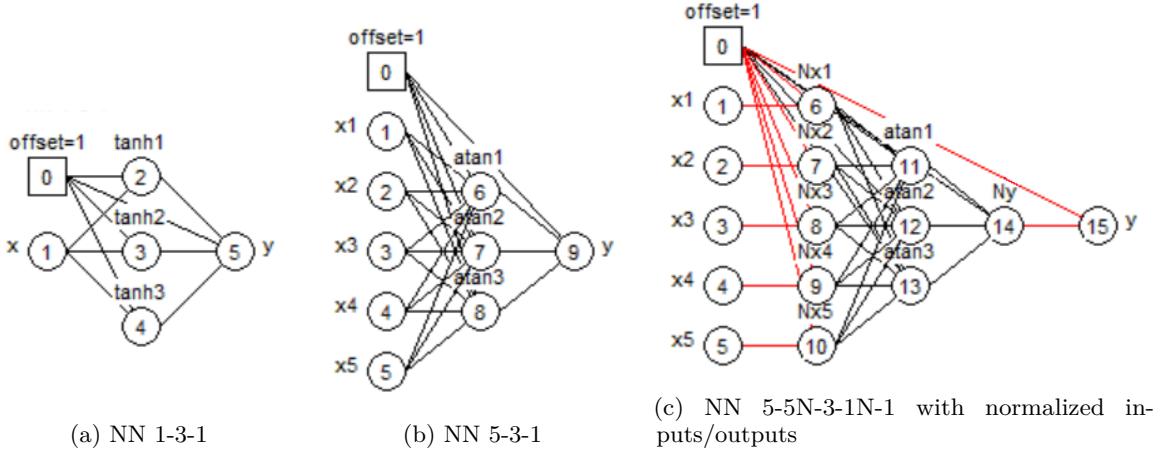 offset=1
0
tanh1
2
tanh2
x
1
3
5
y
tanh3
4
(a) NN 1-3-1
offset=1
0
x1
1
atan1
x2
2
6
atan2
x3
3
7
9
y
atan3
x4
4
8
x5
5
(b) NN 5-3-1
offset=1
0
Nx1
x1
1
6
Nx2
atan1
x2
2
7
11
Nx3
atan2
Ny
x3
3
8
12
14
15
y
Nx4
atan3
x4
4
9
13
Nx5
x5
5
10
(c) NN 5-5N-3-1N-1 with normalized in-
puts/outputs